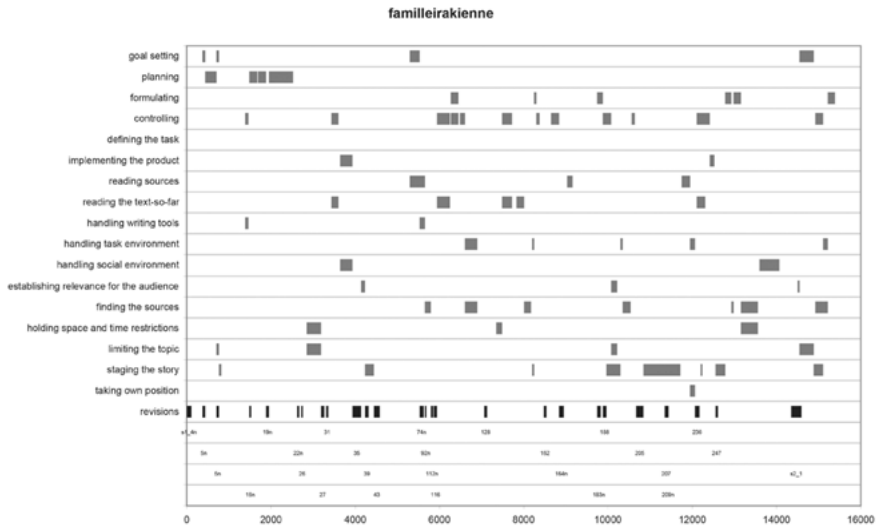 familleirakienne
goal setting
planning
formulating
controlling
defining the task
implementing the product
reading sources
reading the text-so-far
handling writing tools
handling task environment
handling social environment
establishing relevance for the audience
finding the sources
holding space and time restrictions
limiting the topic
staging the story
taking own position
revisions
19n 31 74n 128 198 236
5n 22n 35 92n 152 205 247
5n 26 39 112n 164n 207 s2_1
27 43 116 209n
0 2000 4000 6000 8000 10000 12000 14000 16000